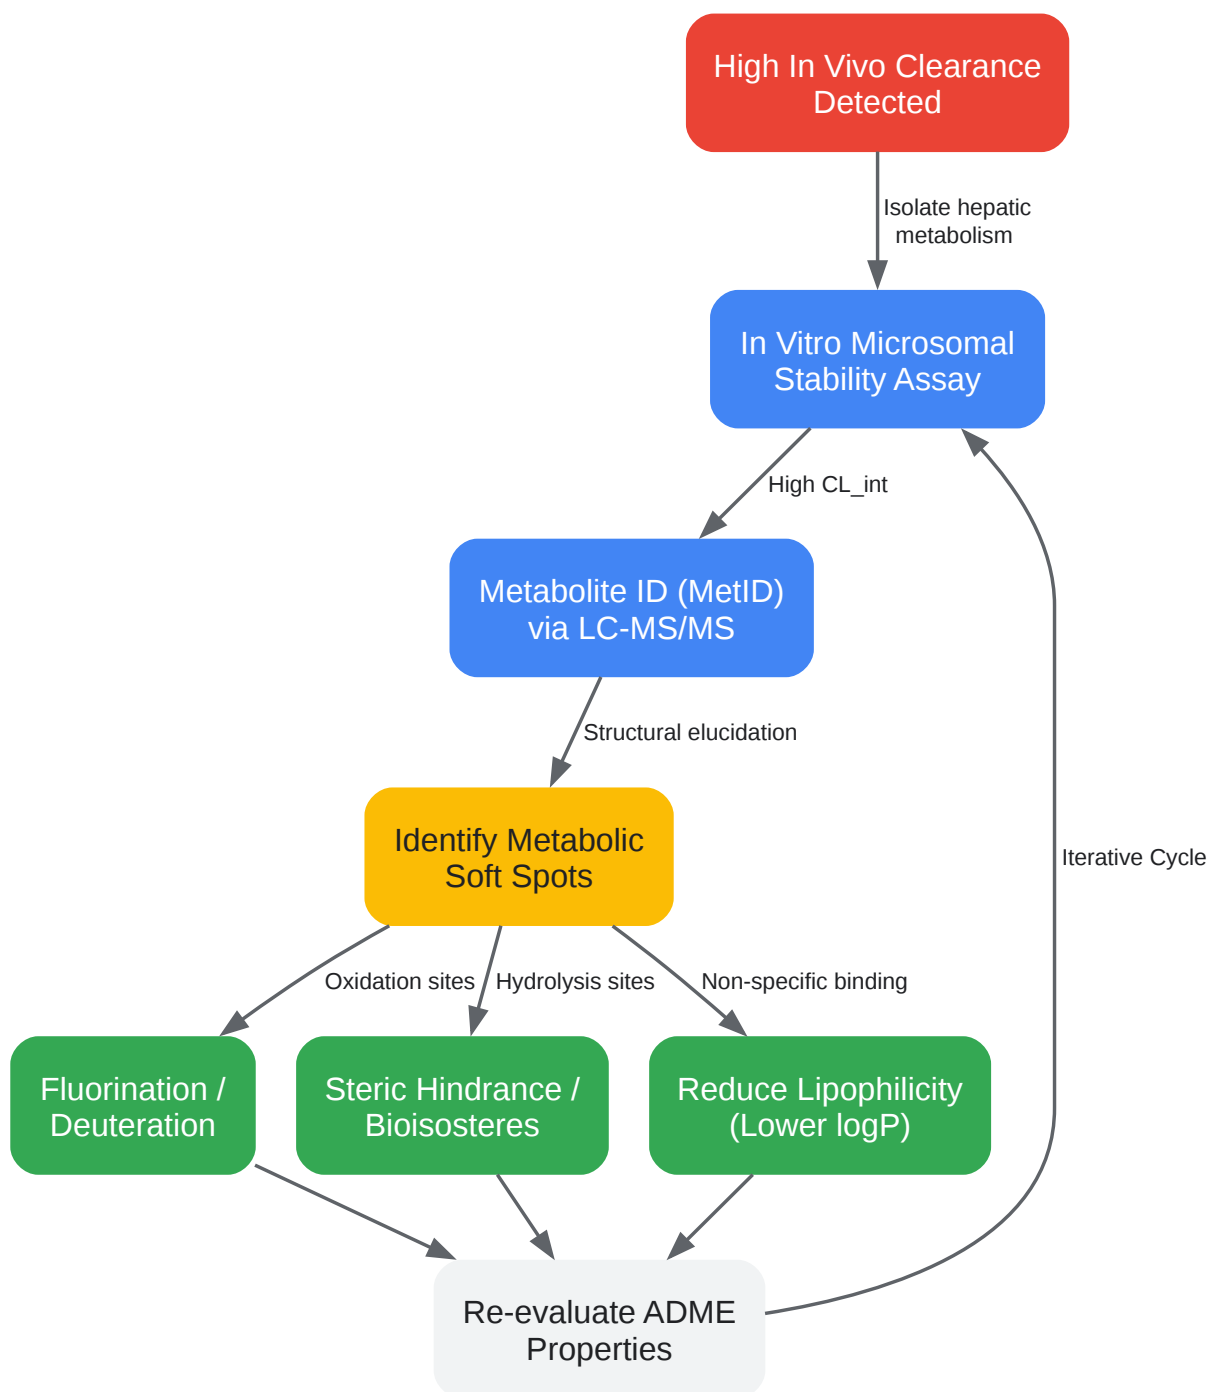 High In Vivo Clearance
Detected
Isolate hepatic
metabolism
In Vitro Microsomal
Stability Assay
High CL_int
Metabolite ID (MetID)
via LC-MS/MS
Structural elucidation
Identify Metabolic
Soft Spots
Iterative Cycle
Oxidation sites
Hydrolysis sites
Non-specific binding
Fluorination /
Deuteration
Steric Hindrance /
Bioisosteres
Reduce Lipophilicity
(Lower logP)
Re-evaluate ADME
Properties